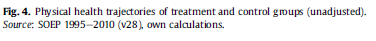 Fig. 4. Physical health trajectories of treatment and control groups (unadjusted).
Source: SOEP 1995–2010 (v28), own calculations.